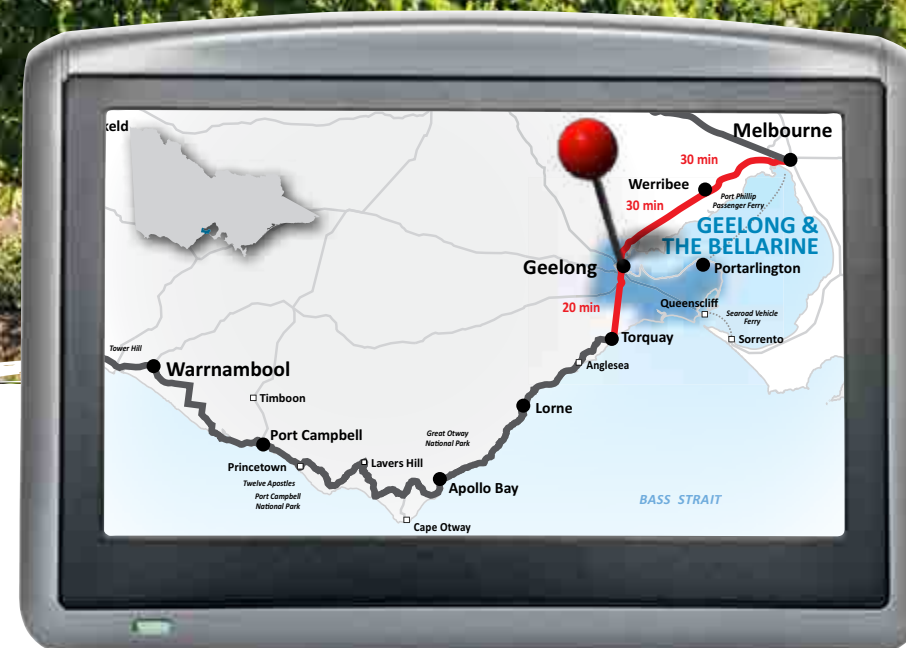 keld
Melbourne
30 min
Werribee
30 min
Port Phillip
Passenger Ferry
GEELONG &
THE BELLARINE
Geelong
Portarlington
Queenscliff
20 min
Searoad Vehicle
Ferry
Torquay
Sorrento
Tower Hill
Anglesea
Warrnambool
Timboon
Lorne
Port Campbell
Great Otway
National Park
Princetown
Lavers Hill
Twelve Apostles
Apollo Bay
Port Campbell
National Park
BASS STRAIT
Cape Otway